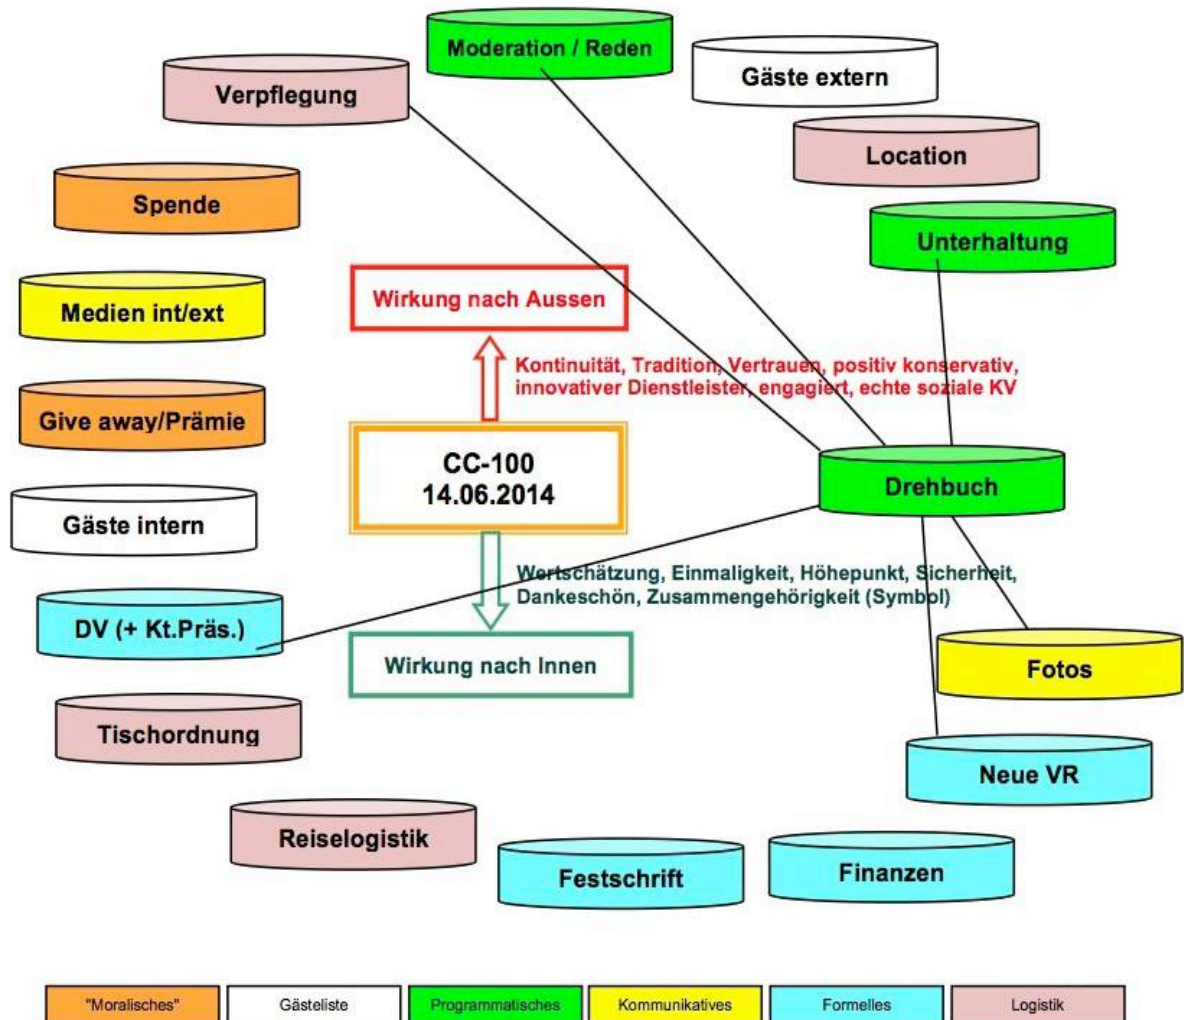 Moderation / Reden
Gäste extern
Verpflegung
Location
Spende
Unterhaltung
Medien int/ext
Wirkung nach Aussen
Kontinuität, Tradition, Vertrauen, positiv konservativ,
innovativer Dienstleister, engagiert, echte soziale KV
Give away/Prämie
CC-100
14.06.2014
Drehbuch
Gäste intern
Wertschätzung, Einmaligkeit, Höhepunkt, Sicherheit,
Dankeschön, Zusammengehörigkeit (Symbol)
DV (+ Kt.Präs.)
Wirkung nach Innen
Fotos
Tischordnung
Neue VR
Reiselogistik
Festschrift
Finanzen
"Moralisches"
Gästeliste
Programmatisches
Kommunikatives
Formelles
Logistik